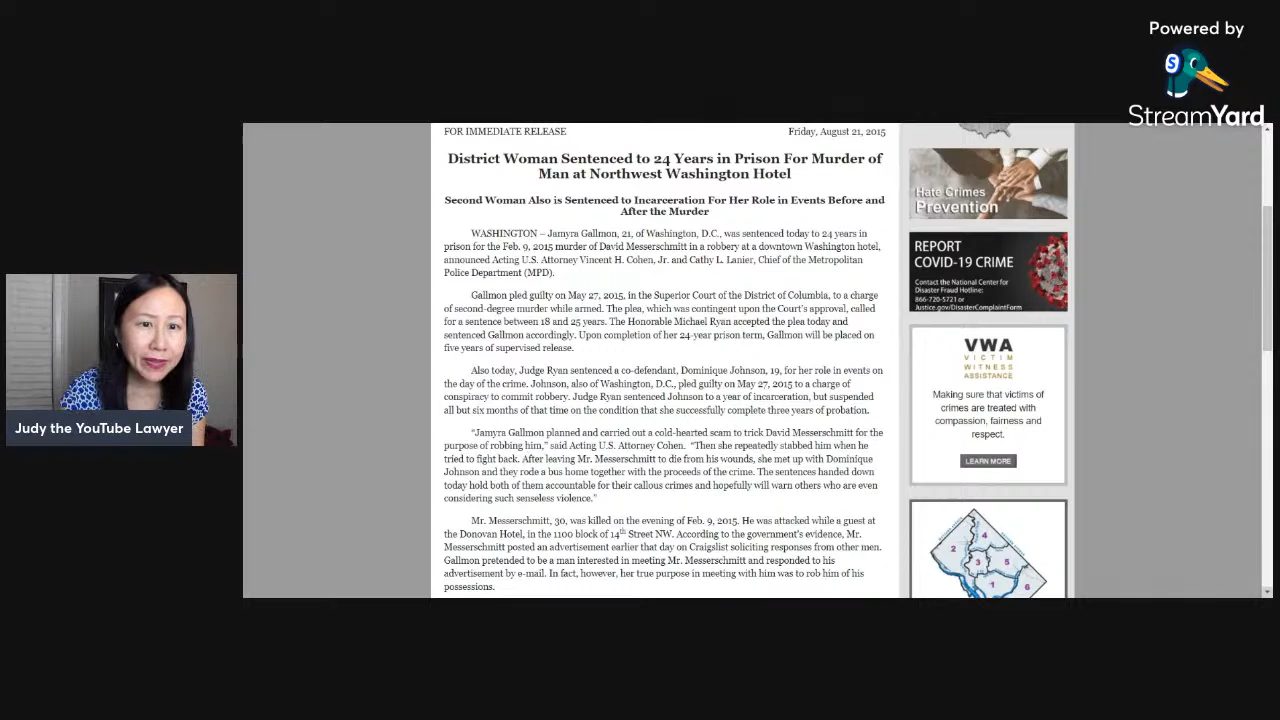 Powered by
S
StreamYard
FOR IMMEDIATE RELEASE
Friday, August 21, 2015
District Woman Sentenced to 24 Years in Prison For Murder of
Man at Northwest Washington Hotel
Second Woman Also is Sentenced to Incarceration For Her Role in Events Before and
After the Murder
WASHINGTON – Jamyra Gallmon, 21, of Washington, D.C., was sentenced today to 24 years in
prison for the Feb. 9, 2015 murder of David Messerschmitt in a robbery at a downtown Washington hotel,
announced Acting U.S. Attorney Vincent H. Cohen, Jr. and Cathy L. Lanier, Chief of the Metropolitan
Police Department (MPD).
Gallmon pled guilty on May 27, 2015, in the Superior Court of the District of Columbia, to a charge
of second-degree murder while armed. The plea, which was contingent upon the Court's approval, called
for a sentence between 18 and 25 years. The Honorable Michael Ryan accepted the plea today and
sentenced Gallmon accordingly. Upon completion of her 24-year prison term, Gallmon will be placed on
five years of supervised release.
Also today, Judge Ryan sentenced a co-defendant, Dominique Johnson, 19, for her role in events on
the day of the crime. Johnson, also of Washington, D.C., pled guilty on May 27, 2015 to a charge of
conspiracy to commit robbery. Judge Ryan sentenced Johnson to a year of incarceration, but suspended
all but six months of that time on the condition that she successfully complete three years of probation.
“Jamyra Gallmon planned and carried out a cold-hearted scam to trick David Messerschmitt for the
purpose of robbing him,” said Acting U.S. Attorney Cohen. “Then she repeatedly stabbed him when he
tried to fight back. After leaving Mr. Messerschmitt to die from his wounds, she met up with Dominique
Johnson and they rode a bus home together with the proceeds of the crime. The sentences handed down
today hold both of them accountable for their callous crimes and hopefully will warn others who are even
considering such senseless violence.”
Mr. Messerschmitt, 30, was killed on the evening of Feb. 9, 2015. He was attacked while a guest at
the Donovan Hotel, in the 1100 block of 14th Street NW. According to the government's evidence, Mr.
Messerschmitt posted an advertisement earlier that day on Craigslist soliciting responses from other men.
Gallmon pretended to be a man interested in meeting Mr. Messerschmitt and responded to his
advertisement by e-mail. In fact, however, her true purpose in meeting with him was to rob him of his
possessions.
Hate Crimes
Prevention
REPORT
COVID-19 CRIME
Contact the National Center for
Disaster Fraud Hotline:
866-720-5721 or
Justice.gov/DisasterComplaintForm
VWA
VICTIM
WITNESS
ASSISTANCE
Making sure that victims of
crimes are treated with
compassion, fairness and
respect.
LEARN MORE
4
2
3
5
1
6
Judy the YouTube Lawyer